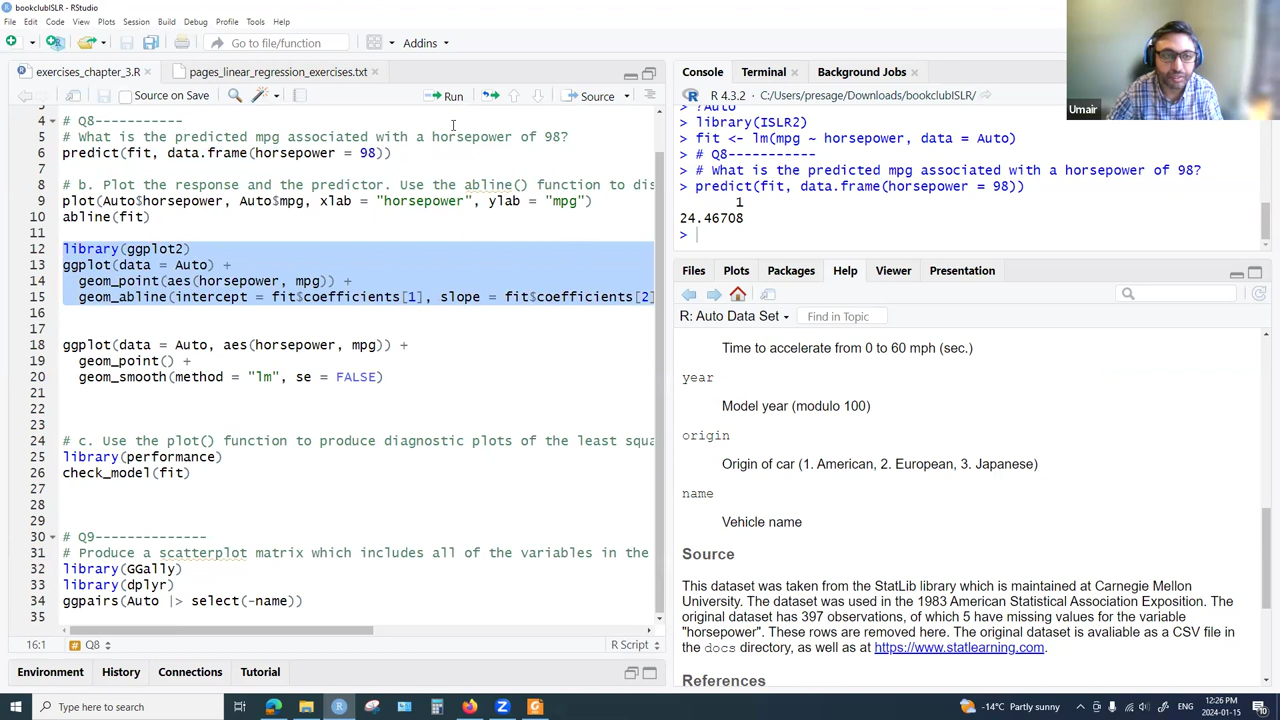 bookclubISLR - RStudio
File Edit Code View Plots Session Build Debug Profile Tools Help
Go to file/function Addins
exercises_chapter_3.R pages_linear_regression_exercises.txt
Source on Save Run Source
4 # Q8-----------
5 # What is the predicted mpg associated with a horsepower of 98?
6 predict(fit, data.frame(horsepower = 98))
7
8 # b. Plot the response and the predictor. Use the abline() function to dis
9 plot(Auto$horsepower, Auto$mpg, xlab = "horsepower", ylab = "mpg")
10 abline(fit)
11
12 library(ggplot2)
13 ggplot(data = Auto) +
14 geom_point(aes(horsepower, mpg)) +
15 geom_abline(intercept = fit$coefficients[1], slope = fit$coefficients[2]
16
17
18 ggplot(data = Auto, aes(horsepower, mpg)) +
19 geom_point() +
20 geom_smooth(method = "lm", se = FALSE)
21
22
23
24 # c. Use the plot() function to produce diagnostic plots of the least squa
25 library(performance)
26 check_model(fit)
27
28
29
30 # Q9--------------
31 # Produce a scatterplot matrix which includes all of the variables in the
32 library(GGally)
33 library(dplyr)
34 ggpairs(Auto |> select(-name))
35
16:1 # Q8 R Script
Environment History Connections Tutorial
Console Terminal Background Jobs
R 4.3.2 · C:/Users/presage/Downloads/bookclubISLR/
> ?Auto
> library(ISLR2)
> fit <- lm(mpg ~ horsepower, data = Auto)
> # Q8-----------
> # What is the predicted mpg associated with a horsepower of 98?
> predict(fit, data.frame(horsepower = 98))
1
24.46708
>
Umair
Files Plots Packages Help Viewer Presentation
R: Auto Data Set Find in Topic
Time to accelerate from 0 to 60 mph (sec.)
year
Model year (modulo 100)
origin
Origin of car (1. American, 2. European, 3. Japanese)
name
Vehicle name
Source
This dataset was taken from the StatLib library which is maintained at Carnegie Mellon
University. The dataset was used in the 1983 American Statistical Association Exposition. The
original dataset has 397 observations, of which 5 have missing values for the variable
"horsepower". These rows are removed here. The original dataset is avaliable as a CSV file in
the docs directory, as well as at https://www.statlearning.com.
References
Type here to search
-14°C Partly sunny
ENG
12:26 PM
2024-01-15
10